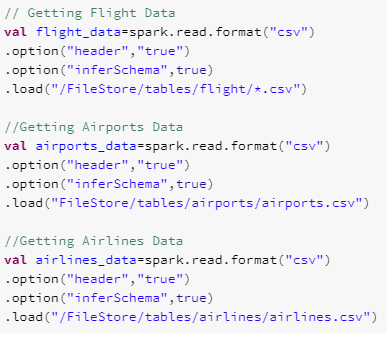 // Getting Flight Data
val flight_data=spark.read.format("csv")
.option("header","true")
.option("inferSchema",true)
.load("/FileStore/tables/flight/*.csv")
//Getting Airports Data
val airports_data=spark.read.format("csv")
.option("header","true")
.option("inferSchema",true)
.load("FileStore/tables/airports/airports.csv")
//Getting Airlines Data
val airlines_data=spark.read.format("csv")
.option("header","true")
.option("inferSchema",true)
.load("/FileStore/tables/airlines/airlines.csv")